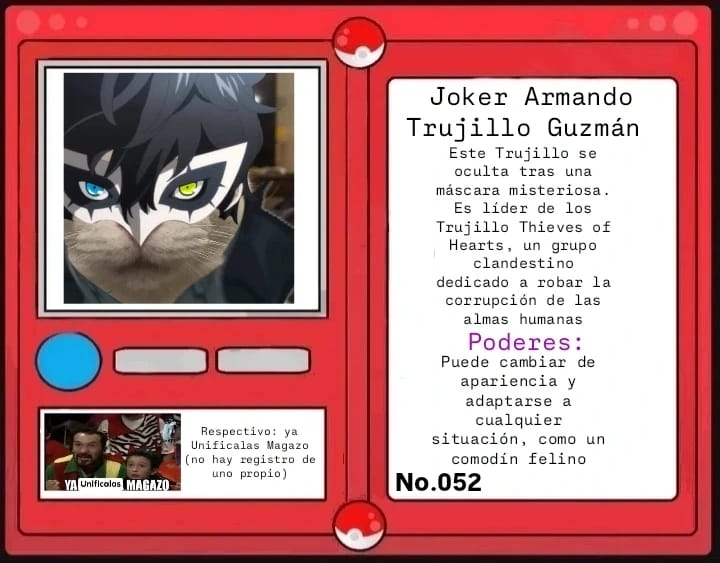 Joker Armando
Trujillo Guzmán
Este Trujillo se
oculta tras una
máscara misteriosa.
Es líder de los
Trujillo Thieves of
Hearts, un grupo
clandestino
dedicado a robar la
corrupción de las
almas humanas
Poderes:
Puede cambiar de
apariencia y
adaptarse a
cualquier
situación, como un
comodín felino
No.052
Respectivo: ya
Unificalas Magazo
(no hay registro de
uno propio)
YA Unificalas MAGAZO